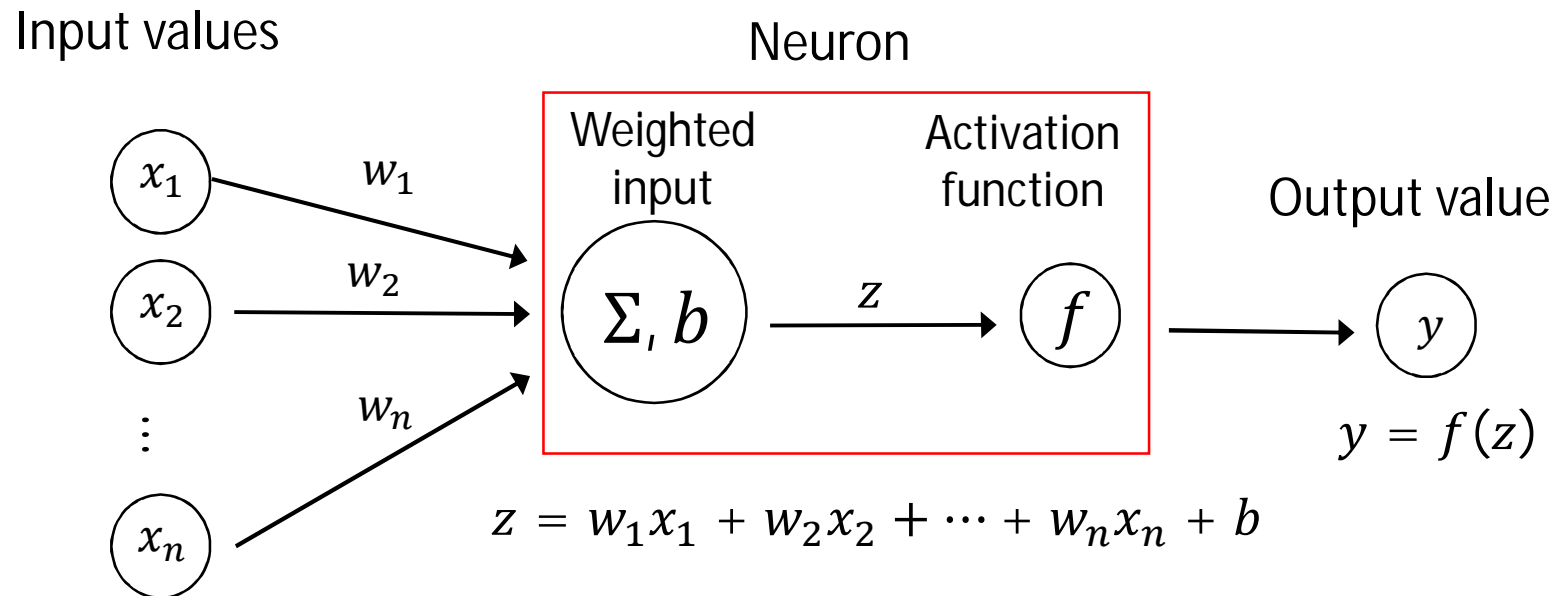 Input values
Neuron
Weighted
input
Activation
function
Output value
x₁
w₁
x₂
w₂
Σ, b
z
f
y
⋮
wₙ
y = f(z)
xₙ
z = w₁x₁ + w₂x₂ + ⋯ + wₙxₙ + b